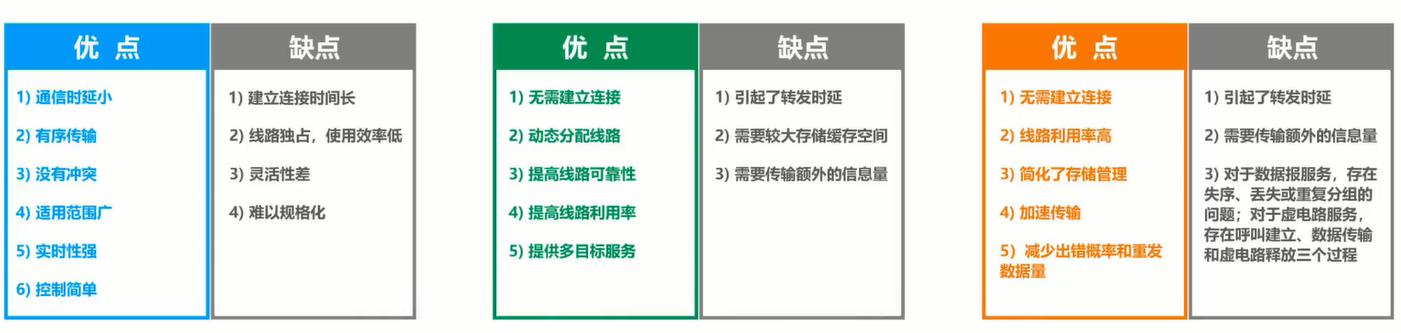 优 点
1) 通信时延小
2) 有序传输
3) 没有冲突
4) 适用范围广
5) 实时性强
6) 控制简单
缺点
1) 建立连接时间长
2) 线路独占，使用效率低
3) 灵活性差
4) 难以规格化
优 点
1) 无需建立连接
2) 动态分配线路
3) 提高线路可靠性
4) 提高线路利用率
5) 提供多目标服务
缺点
1) 引起了转发时延
2) 需要较大存储缓存空间
3) 需要传输额外的信息量
优 点
1) 无需建立连接
2) 线路利用率高
3) 简化了存储管理
4) 加速传输
5) 减少出错概率和重发
数据量
缺点
1) 引起了转发时延
2) 需要传输额外的信息量
3) 对于数据报服务，存在
失序、丢失或重复分组的
问题；对于虚电路服务，
存在呼叫建立、数据传输
和虚电路释放三个过程